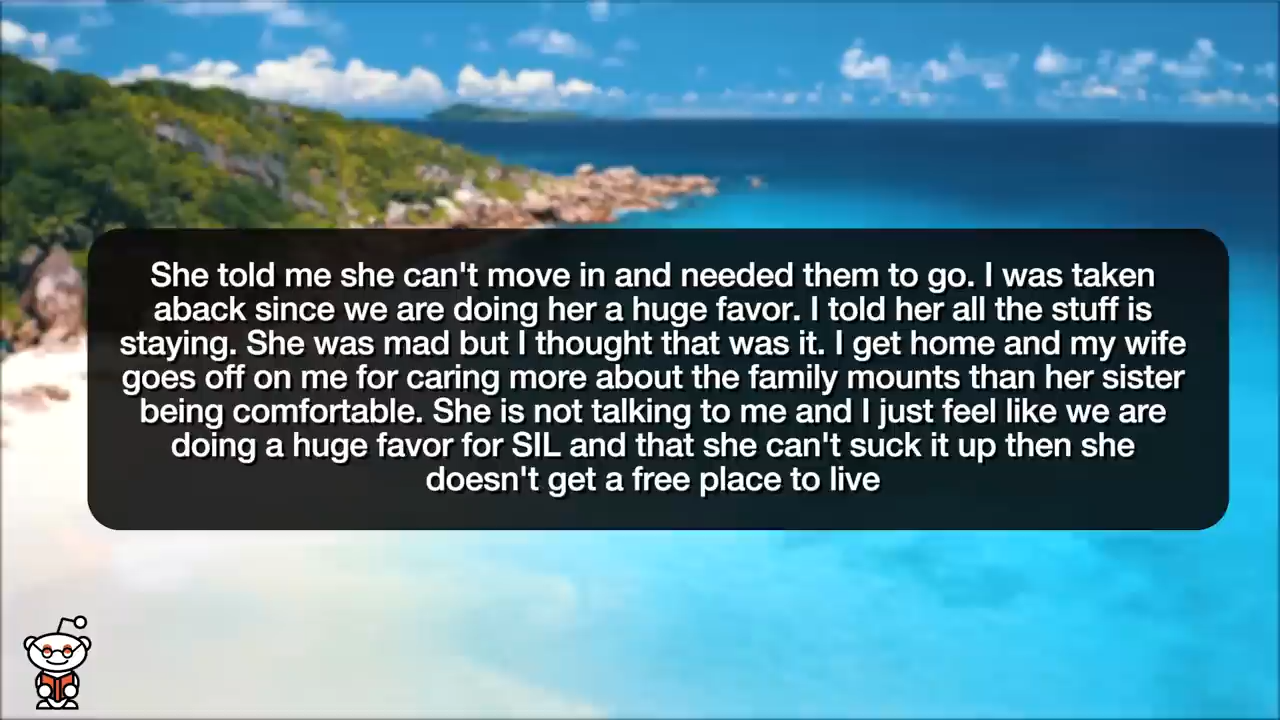 She told me she can't move in and needed them to go. I was taken
aback since we are doing her a huge favor. I told her all the stuff is
staying. She was mad but I thought that was it. I get home and my wife
goes off on me for caring more about the family mounts than her sister
being comfortable. She is not talking to me and I just feel like we are
doing a huge favor for SIL and that she can't suck it up then she
doesn't get a free place to live